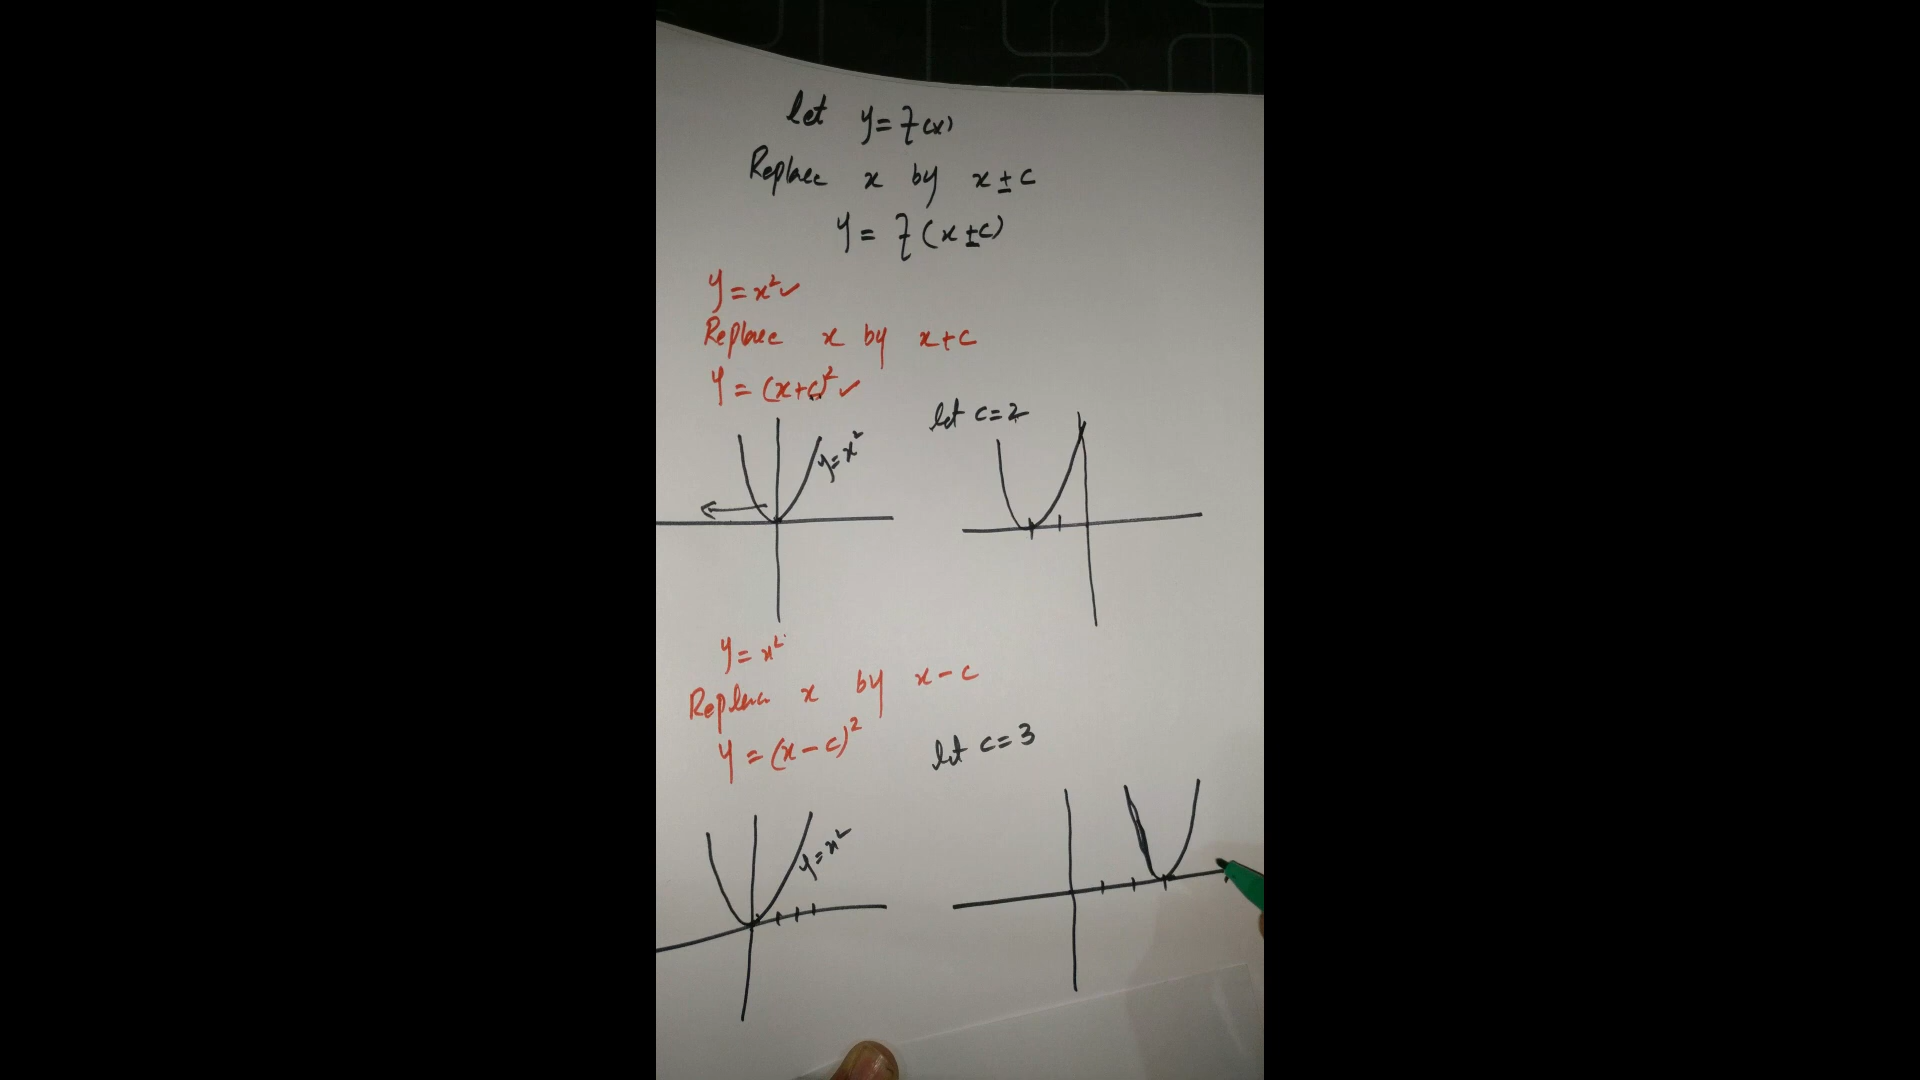 let y = f(x)
Replace x by x ± c
y = f(x ± c)
y = x² ✓
Replace x by x + c
y = (x + c)² ✓
let c = 2
y = x²
y = x²
Replace x by x - c
y = (x - c)²
let c = 3
y = x²